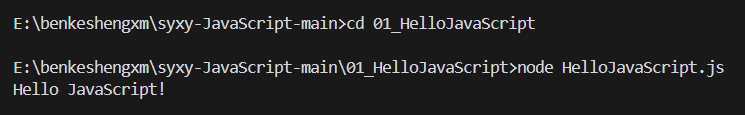 E:\benkeshengxm\syxy-JavaScript-main>cd 01_HelloJavaScript
E:\benkeshengxm\syxy-JavaScript-main\01_HelloJavaScript>node HelloJavaScript.js
Hello JavaScript!